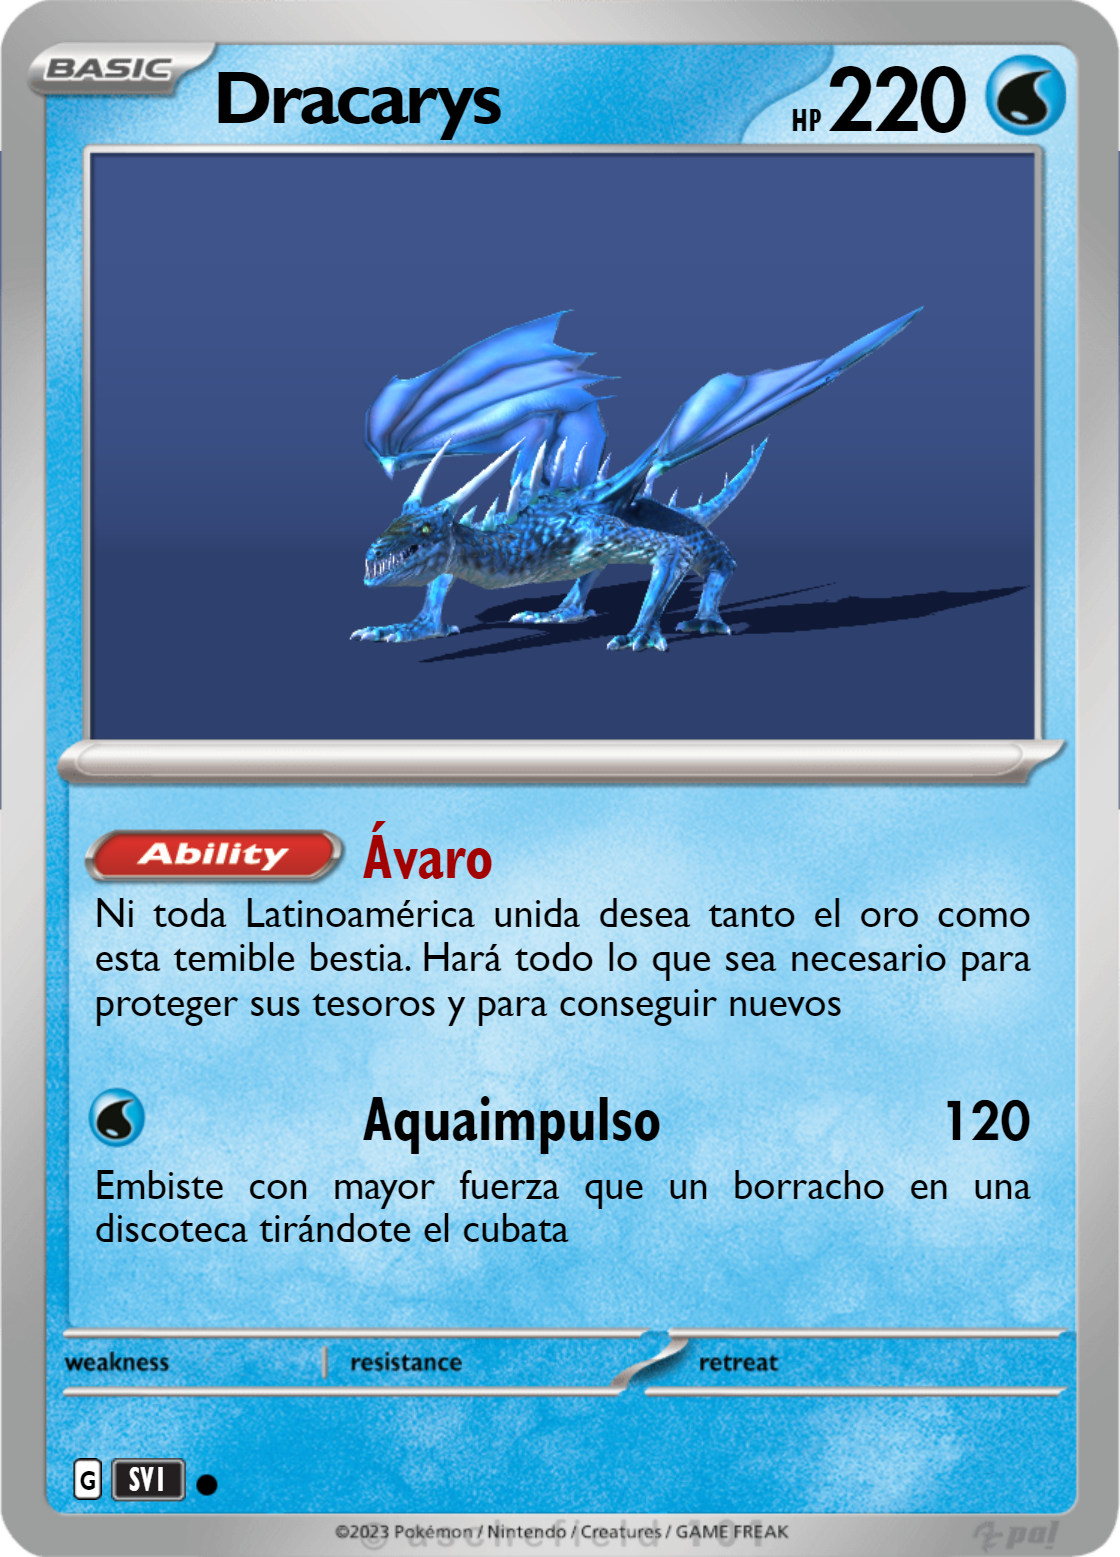 BASIC
Dracarys
HP 220
Ability Ávaro
Ni toda Latinoamérica unida desea tanto el oro como
esta temible bestia. Hará todo lo que sea necesario para
proteger sus tesoros y para conseguir nuevos
Aquaimpulso 120
Embiste con mayor fuerza que un borracho en una
discoteca tirándote el cubata
weakness resistance retreat
G SVI
©2023 Pokémon / Nintendo / Creatures / GAME FREAK